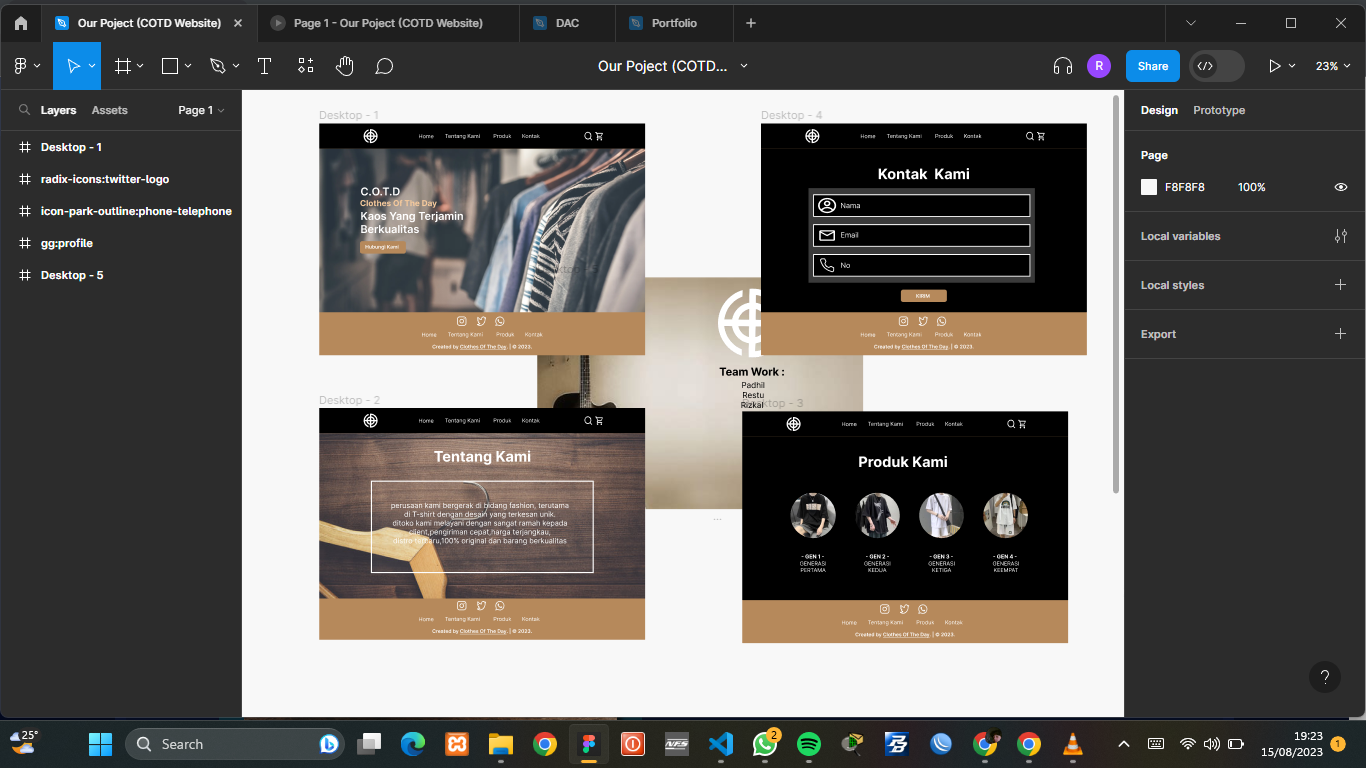 Our Poject (COTD Website)
Page 1 - Our Poject (COTD Website)
DAC
Portfolio
Our Poject (COTD...
R
Share
23%
Layers
Assets
Page 1
Desktop - 1
radix-icons:twitter-logo
icon-park-outline:phone-telephone
gg:profile
Desktop - 5
Desktop - 1
Home
Tentang Kami
Produk
Kontak
C.O.T.D
Clothes Of The Day
Kaos Yang Terjamin
Berkualitas
Hubungi Kami
Home
Tentang Kami
Produk
Kontak
Created by Clothes Of The Day. | © 2023.
Desktop - 4
Home
Tentang Kami
Produk
Kontak
Kontak Kami
Nama
Email
No
KIRIM
Home
Tentang Kami
Produk
Kontak
Created by Clothes Of The Day. | © 2023.
Team Work :
Padhil
Restu
Rizkal
...
Desktop - 2
Home
Tentang Kami
Produk
Kontak
Tentang Kami
perusaan kami bergerak di bidang fashion, terutama
di T-shirt dengan desain yang terkesan unik.
ditoko kami melayani dengan sangat ramah kepada
client,pengiriman cepat,harga terjangkau,
distro terbaru,100% original dan barang berkualitas
Home
Tentang Kami
Produk
Kontak
Created by Clothes Of The Day. | © 2023.
Desktop - 3
Home
Tentang Kami
Produk
Kontak
Produk Kami
- GEN 1 -
GENERASI
PERTAMA
- GEN 2 -
GENERASI
KEDUA
- GEN 3 -
GENERASI
KETIGA
- GEN 4 -
GENERASI
KEEMPAT
Home
Tentang Kami
Produk
Kontak
Created by Clothes Of The Day. | © 2023.
Design
Prototype
Page
F8F8F8
100%
Local variables
Local styles
Export
?
25°
Search
NFS
2
19:23
15/08/2023
1